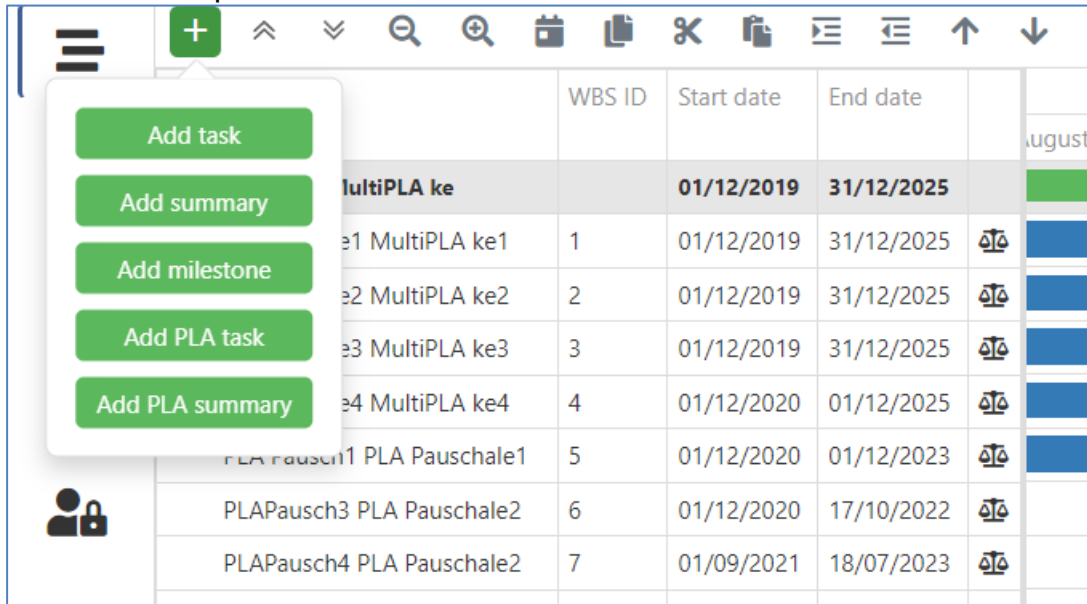 WBS ID Start date End date
August
Add task
Add summary
Add milestone
Add PLA task
Add PLA summary
MultiPLA ke 01/12/2019 31/12/2025
e1 MultiPLA ke1 1 01/12/2019 31/12/2025
e2 MultiPLA ke2 2 01/12/2019 31/12/2025
e3 MultiPLA ke3 3 01/12/2019 31/12/2025
e4 MultiPLA ke4 4 01/12/2020 01/12/2025
PLA Pausch1 PLA Pauschale1 5 01/12/2020 01/12/2023
PLAPausch3 PLA Pauschale2 6 01/12/2020 17/10/2022
PLAPausch4 PLA Pauschale2 7 01/09/2021 18/07/2023